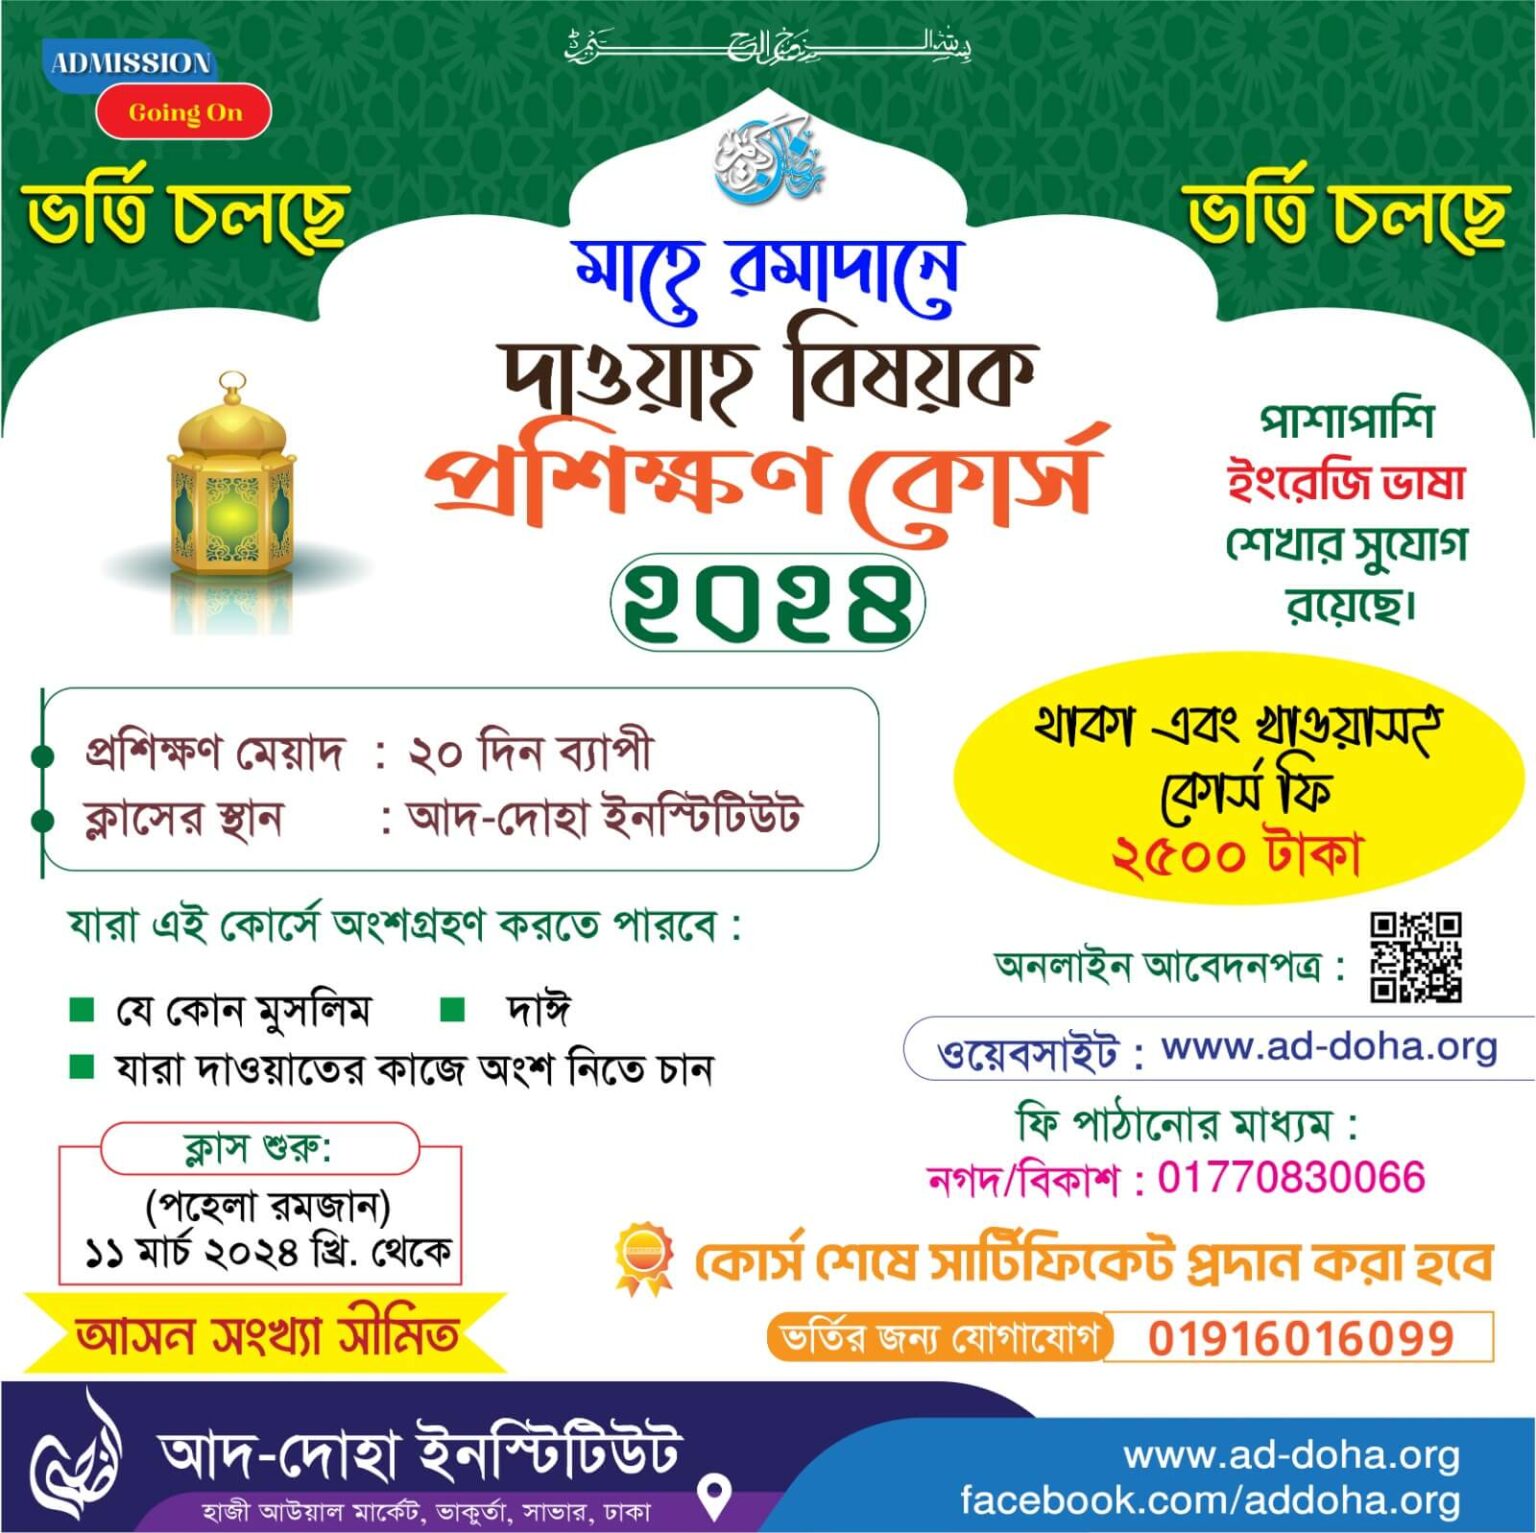 ADMISSION
Going On
ভর্তি চলছে
ভর্তি চলছে
মাহে রমাদানে
দাওয়াহ বিষয়ক
প্রশিক্ষণ কোর্স
২০২৪
পাশাপাশি
ইংরেজি ভাষা
শেখার সুযোগ
রয়েছে।
প্রশিক্ষণ মেয়াদ : ২০ দিন ব্যাপী
ক্লাসের স্থান : আদ-দোহা ইনস্টিটিউট
থাকা এবং খাওয়াসহ
কোর্স ফি
২৫০০ টাকা
যারা এই কোর্সে অংশগ্রহণ করতে পারবে :
যে কোন মুসলিম
দাঈ
যারা দাওয়াতের কাজে অংশ নিতে চান
অনলাইন আবেদনপত্র :
ওয়েবসাইট : www.ad-doha.org
ফি পাঠানোর মাধ্যম :
নগদ/বিকাশ : 01770830066
ক্লাস শুরু:
(পহেলা রমজান)
১১ মার্চ ২০২৪ খ্রি. থেকে
আসন সংখ্যা সীমিত
কোর্স শেষে সার্টিফিকেট প্রদান করা হবে
ভর্তির জন্য যোগাযোগ 01916016099
আদ-দোহা ইনস্টিটিউট
হাজী আউয়াল মার্কেট, ভাকুর্তা, সাভার, ঢাকা
www.ad-doha.org
facebook.com/addoha.org